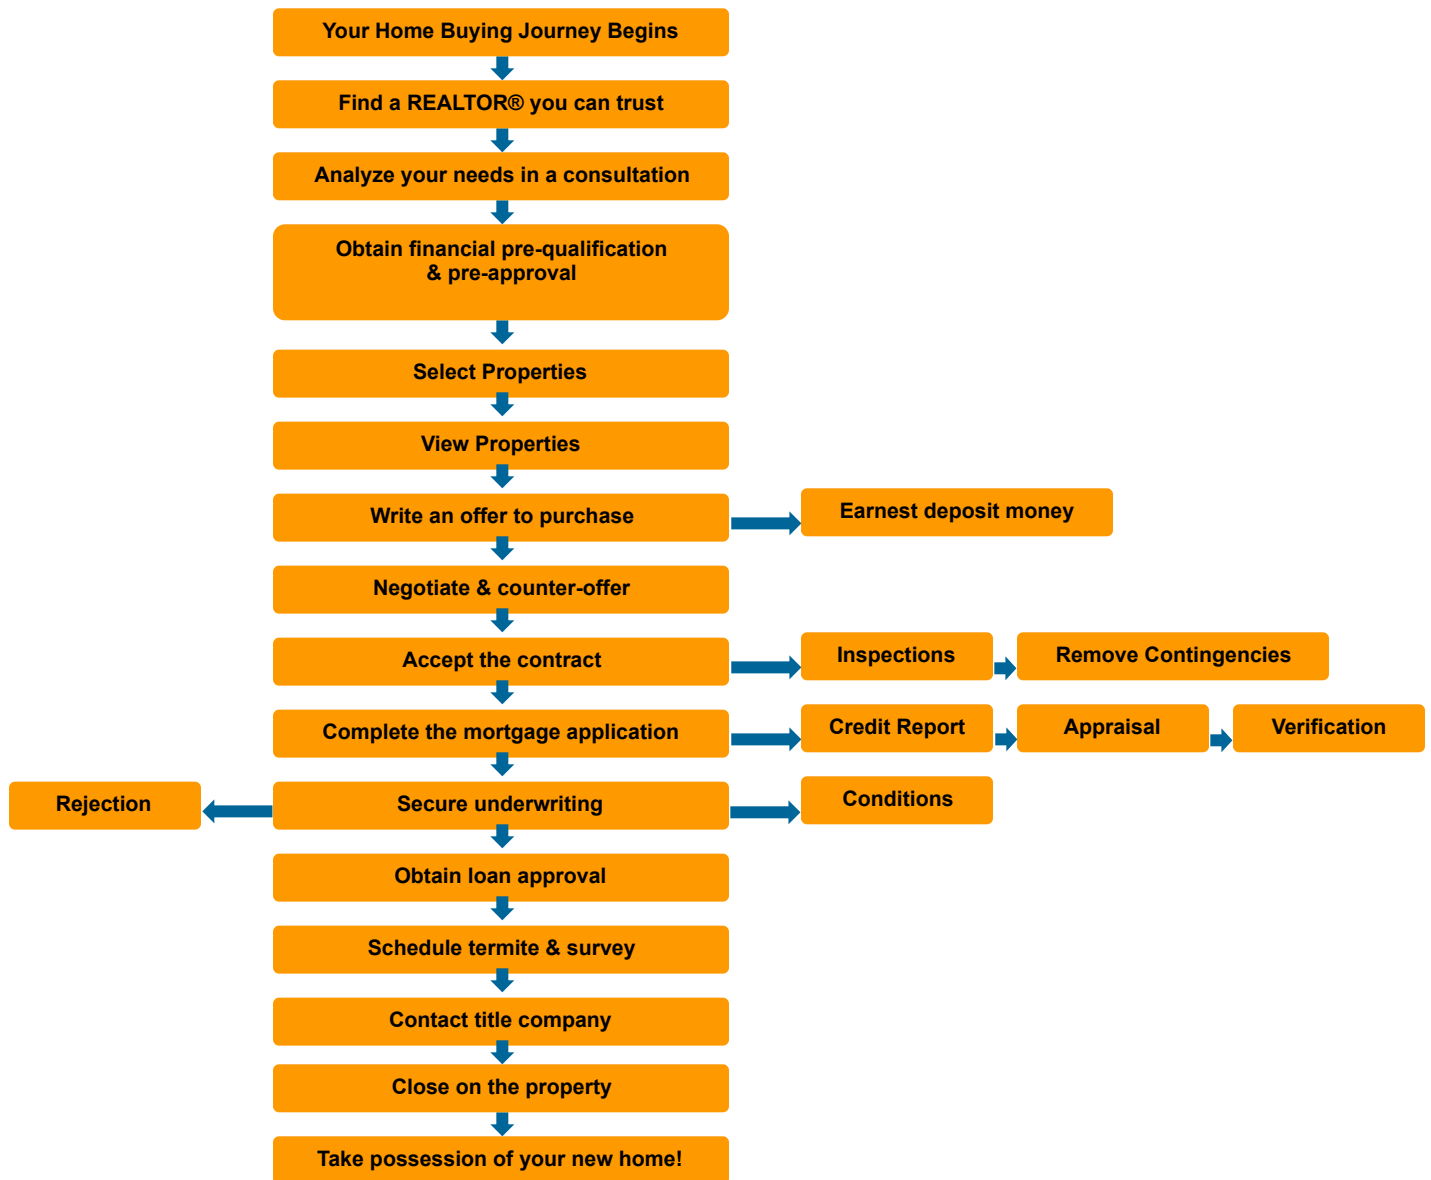 Your Home Buying Journey Begins
Find a REALTOR® you can trust
Analyze your needs in a consultation
Obtain financial pre-qualification
& pre-approval
Select Properties
View Properties
Write an offer to purchase
Earnest deposit money
Negotiate & counter-offer
Accept the contract
Inspections
Remove Contingencies
Complete the mortgage application
Credit Report
Appraisal
Verification
Rejection
Secure underwriting
Conditions
Obtain loan approval
Schedule termite & survey
Contact title company
Close on the property
Take possession of your new home!